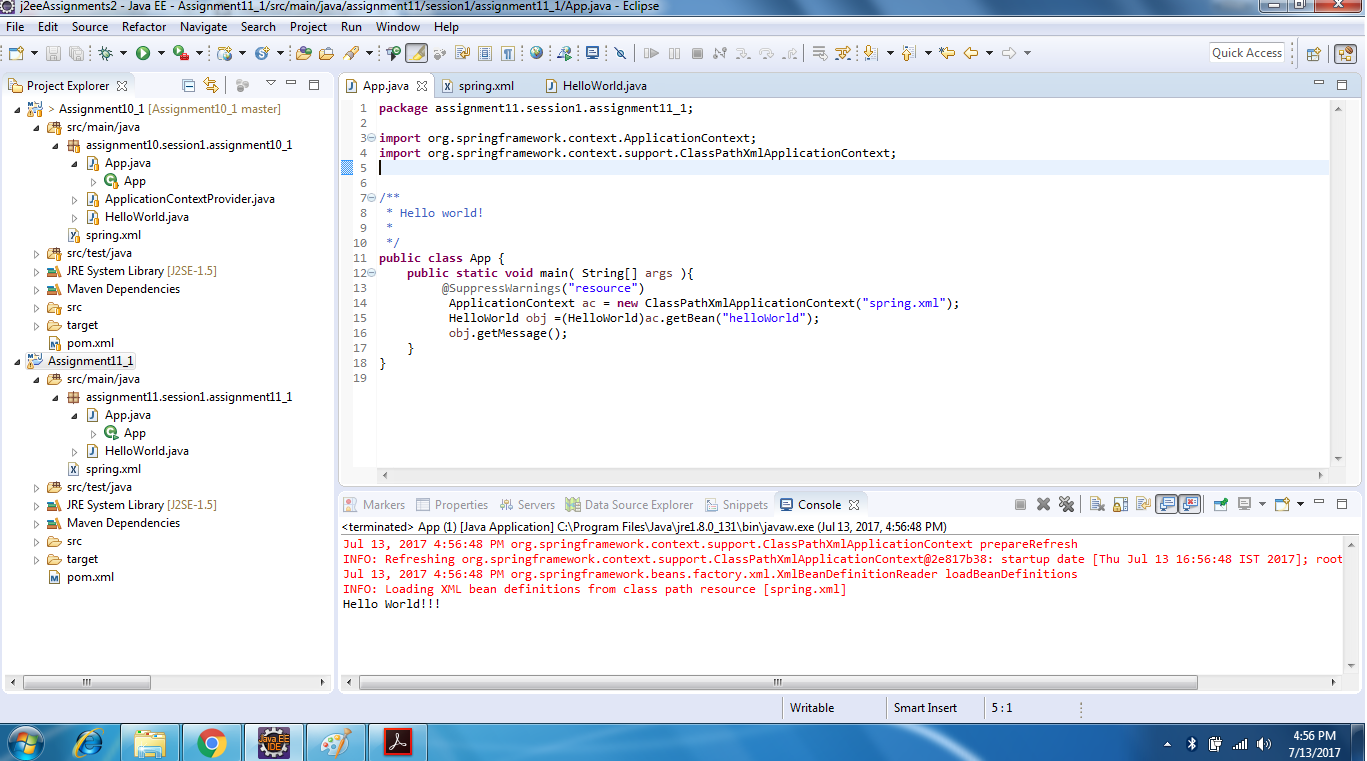 j2eeAssignments2 - Java EE - Assignment11_1/src/main/java/assignment11/session1/assignment11_1/App.java - Eclipse
File Edit Source Refactor Navigate Search Project Run Window Help
Quick Access
Project Explorer
> Assignment10_1 [Assignment10_1 master]
src/main/java
assignment10.session1.assignment10_1
App.java
App
ApplicationContextProvider.java
HelloWorld.java
spring.xml
src/test/java
JRE System Library [J2SE-1.5]
Maven Dependencies
src
target
pom.xml
Assignment11_1
src/main/java
assignment11.session1.assignment11_1
App.java
App
HelloWorld.java
spring.xml
src/test/java
JRE System Library [J2SE-1.5]
Maven Dependencies
src
target
pom.xml
App.java spring.xml HelloWorld.java
1 package assignment11.session1.assignment11_1;
2
3 import org.springframework.context.ApplicationContext;
4 import org.springframework.context.support.ClassPathXmlApplicationContext;
5
6
7 /**
8 * Hello world!
9 *
10 */
11 public class App {
12 public static void main( String[] args ){
13 @SuppressWarnings("resource")
14 ApplicationContext ac = new ClassPathXmlApplicationContext("spring.xml");
15 HelloWorld obj =(HelloWorld)ac.getBean("helloWorld");
16 obj.getMessage();
17 }
18 }
19
Markers Properties Servers Data Source Explorer Snippets Console
<terminated> App (1) [Java Application] C:\Program Files\Java\jre1.8.0_131\bin\javaw.exe (Jul 13, 2017, 4:56:48 PM)
Jul 13, 2017 4:56:48 PM org.springframework.context.support.ClassPathXmlApplicationContext prepareRefresh
INFO: Refreshing org.springframework.context.support.ClassPathXmlApplicationContext@2e817b38: startup date [Thu Jul 13 16:56:48 IST 2017]; root
Jul 13, 2017 4:56:48 PM org.springframework.beans.factory.xml.XmlBeanDefinitionReader loadBeanDefinitions
INFO: Loading XML bean definitions from class path resource [spring.xml]
Hello World!!!
Writable Smart Insert 5 : 1
Java EE
IDE
4:56 PM
7/13/2017